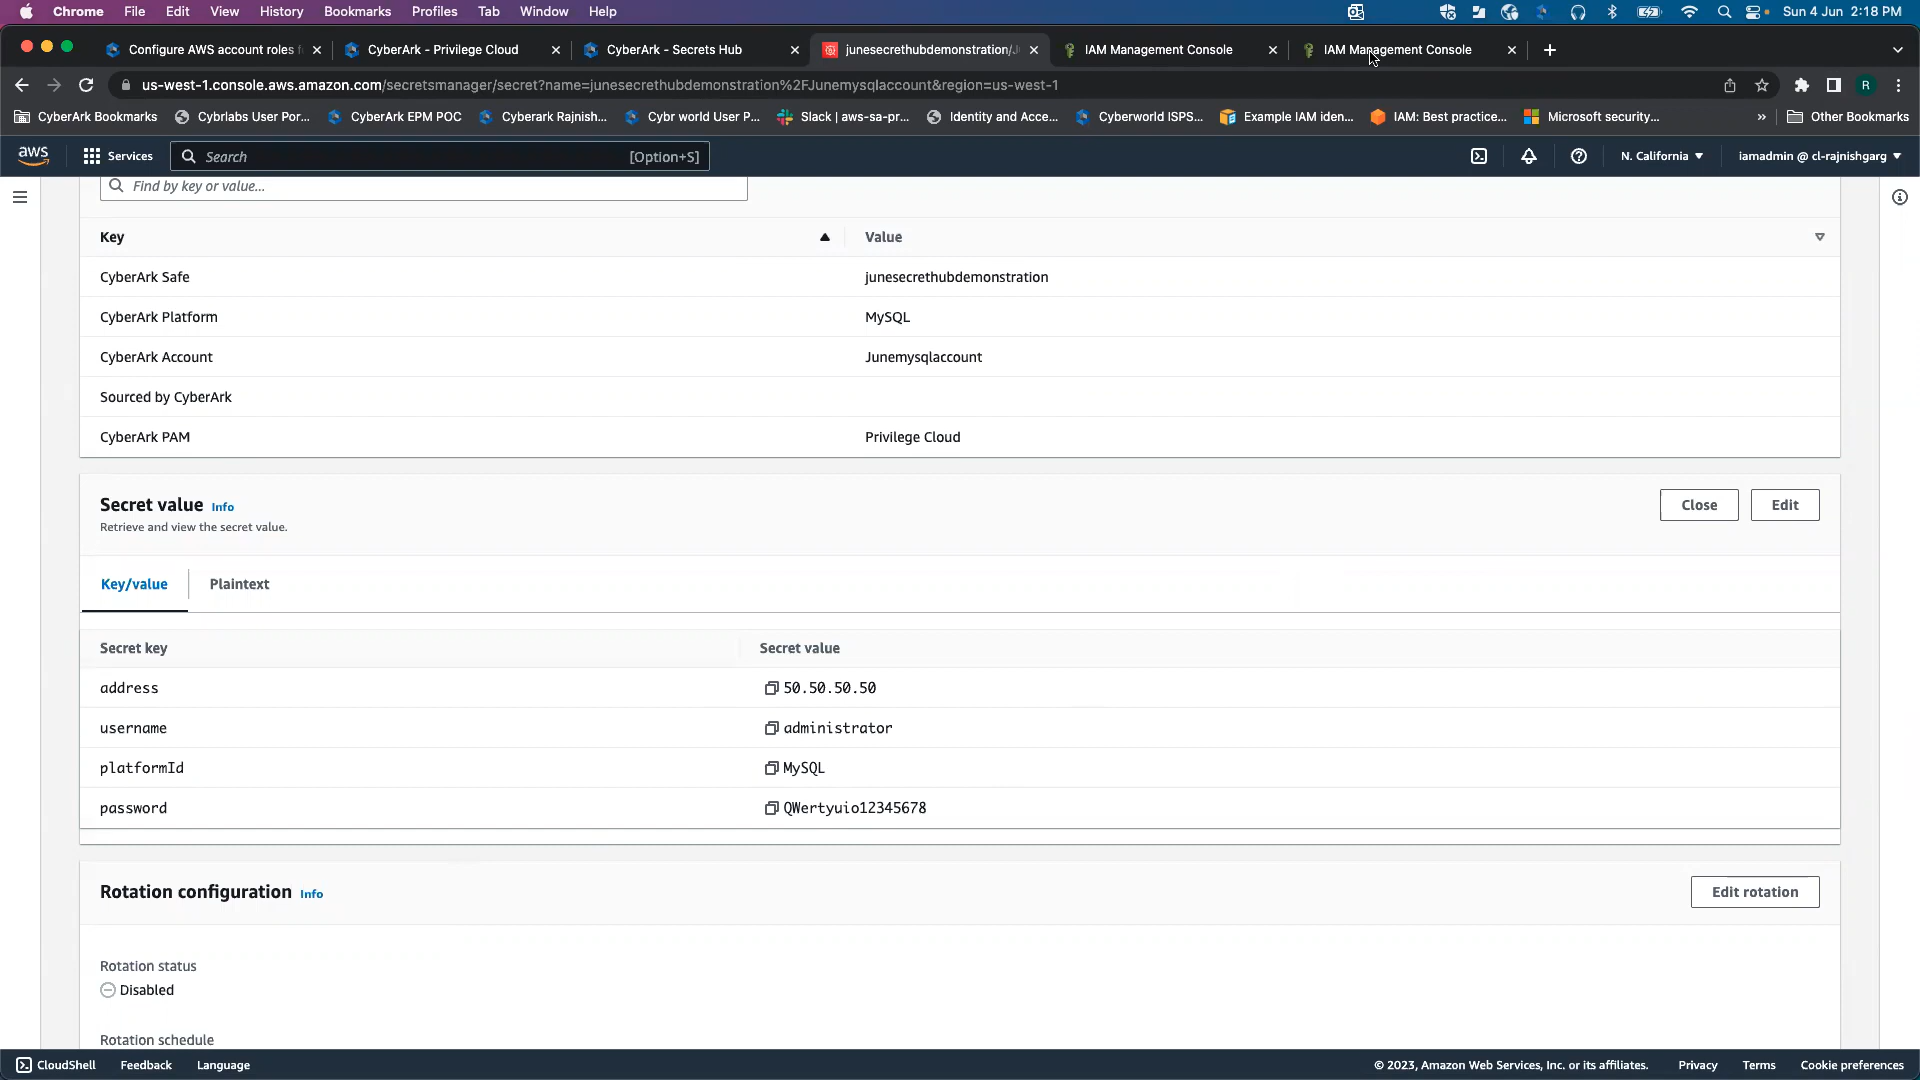 Chrome File Edit View History Bookmarks Profiles Tab Window Help Sun 4 Jun 2:18 PM
Configure AWS account roles f CyberArk - Privilege Cloud CyberArk - Secrets Hub junesecrethubdemonstration/J IAM Management Console IAM Management Console
us-west-1.console.aws.amazon.com/secretsmanager/secret?name=junesecrethubdemonstration%2FJunemysqlaccount&region=us-west-1 R
CyberArk Bookmarks Cybrlabs User Por... CyberArk EPM POC Cyberark Rajnish... Cybr world User P... Slack | aws-sa-pr... Identity and Acce... Cyberworld ISPS... Example IAM iden... IAM: Best practice... Microsoft security... » Other Bookmarks
aws Services Search [Option+S] N. California iamadmin @ cl-rajnishgarg
Find by key or value...
Key Value
CyberArk Safe junesecrethubdemonstration
CyberArk Platform MySQL
CyberArk Account Junemysqlaccount
Sourced by CyberArk
CyberArk PAM Privilege Cloud
Secret value Info Close Edit
Retrieve and view the secret value.
Key/value Plaintext
Secret key Secret value
address 50.50.50.50
username administrator
platformId MySQL
password QWertyuio12345678
Rotation configuration Info Edit rotation
Rotation status
Disabled
Rotation schedule
CloudShell Feedback Language © 2023, Amazon Web Services, Inc. or its affiliates. Privacy Terms Cookie preferences